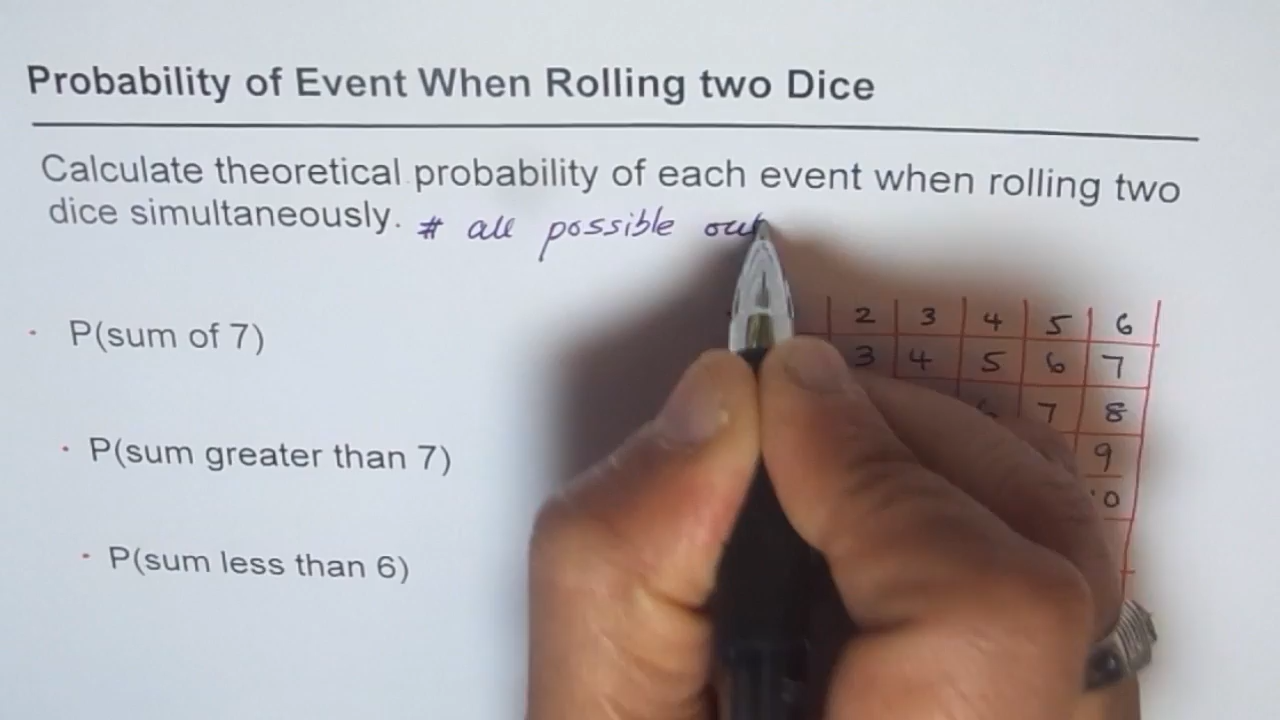 Probability of Event When Rolling two Dice
Calculate theoretical probability of each event when rolling two
dice simultaneously. # all possible out
2 3 4 5 6
· P(sum of 7)
3 4 5 6 7
7 8
· P(sum greater than 7)
9
0
· P(sum less than 6)